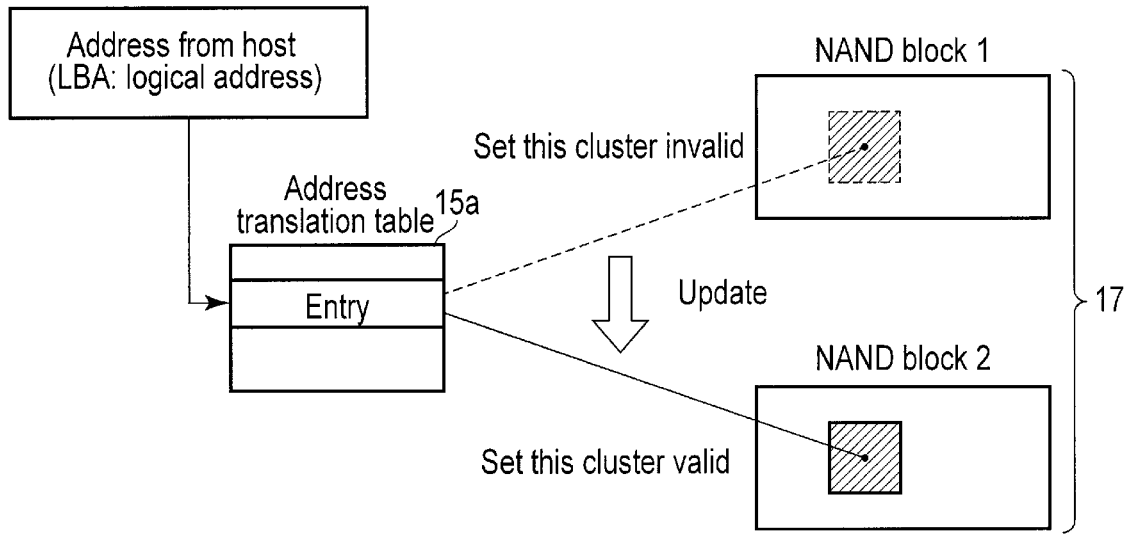 Address from host
(LBA: logical address)
NAND block 1
Set this cluster invalid
Address
translation table
15a
Entry
Update
17
NAND block 2
Set this cluster valid